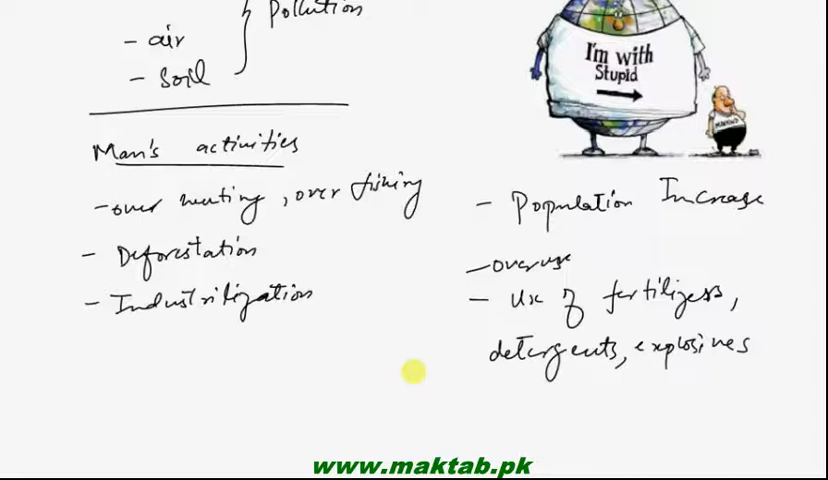 Pollution
- air
- Soil
I'm with
Stupid
MANKIND
Man's activities
- over hunting, over fishing
- Deforestation
- Industrilization
- Population Increase
- overuse
- Use of fertilizers,
detergents, explosives
www.maktab.pk